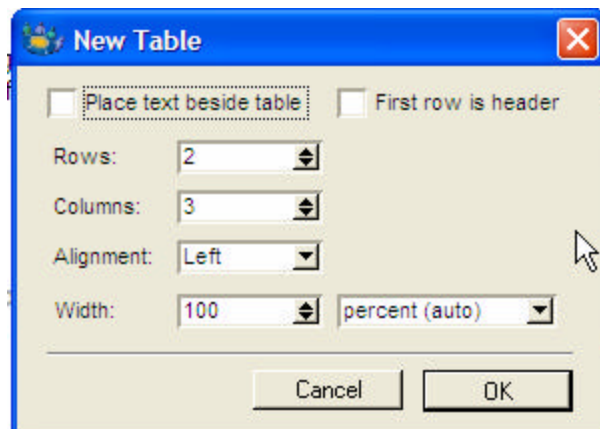 New Table
Place text beside table First row is header
Rows: 2
Columns: 3
Alignment: Left
Width: 100 percent (auto)
Cancel OK